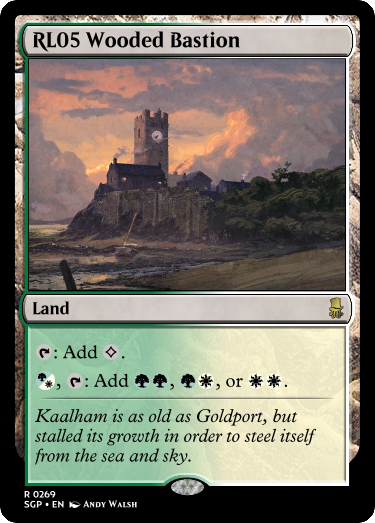 RL05 Wooded Bastion
Land
: Add .
, : Add , , or .
Kaalham is as old as Goldport, but
stalled its growth in order to steel itself
from the sea and sky.
R 0269
SGP • EN Andy Walsh